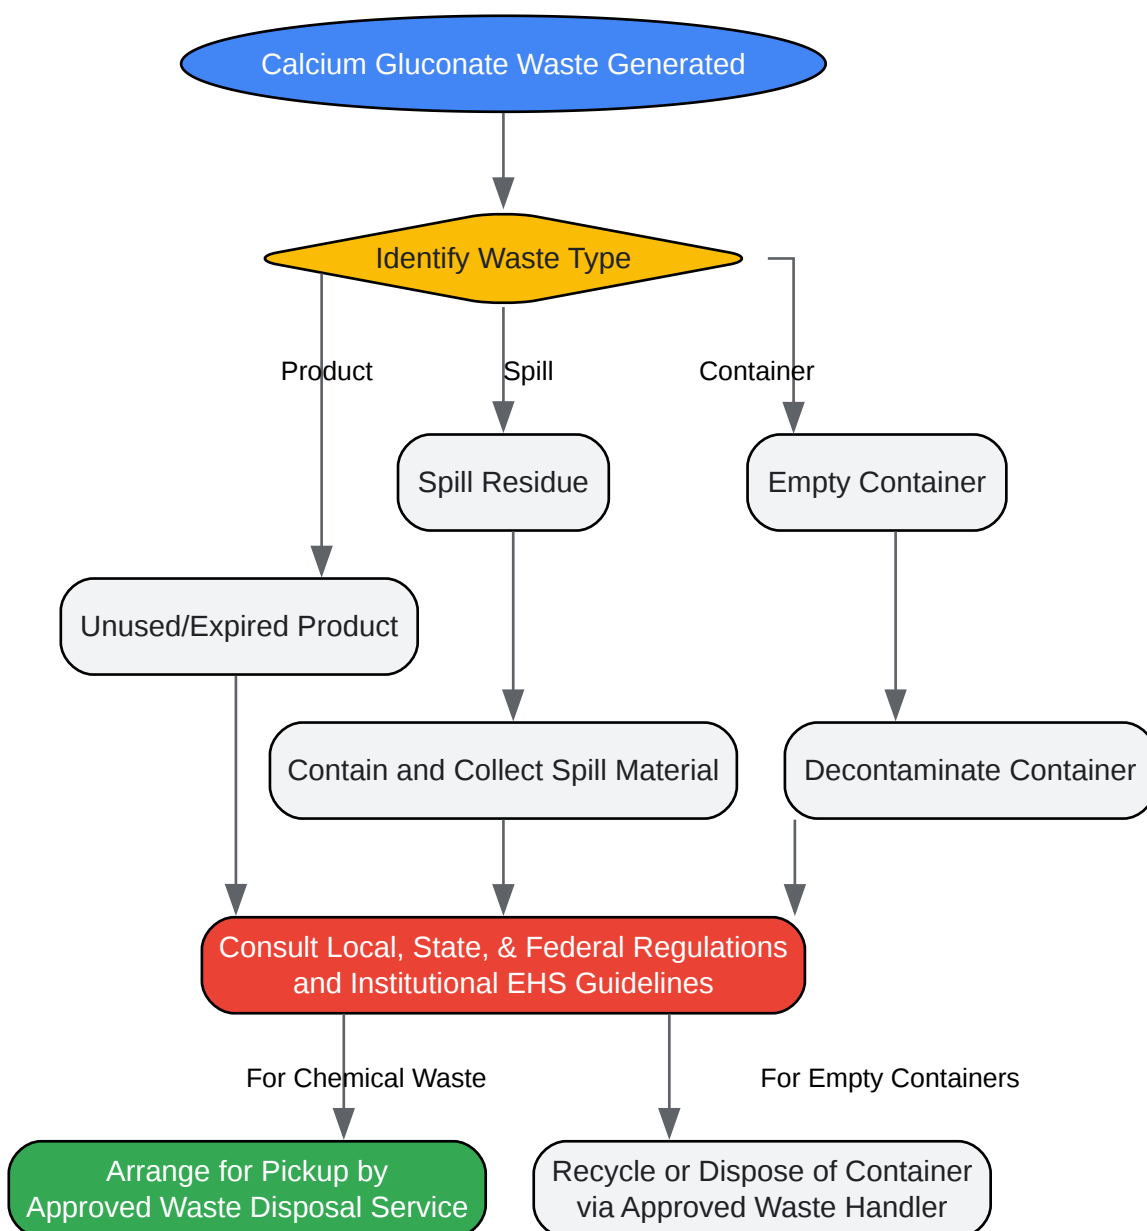 Calcium Gluconate Waste Generated
Identify Waste Type
Product
Spill
Container
Spill Residue
Empty Container
Unused/Expired Product
Contain and Collect Spill Material
Decontaminate Container
Consult Local, State, & Federal Regulations
and Institutional EHS Guidelines
For Chemical Waste
For Empty Containers
Arrange for Pickup by
Approved Waste Disposal Service
Recycle or Dispose of Container
via Approved Waste Handler